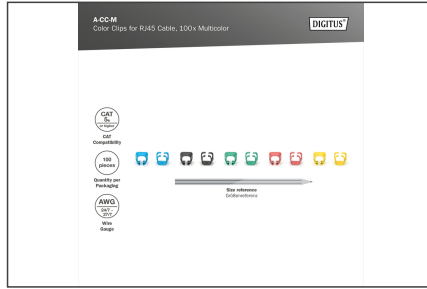 A-CC-M
Color Clips for RJ45 Cable, 100x Multicolor
DIGITUS®
CAT
5e
or higher
CAT
Compatibility
100
pieces
Quantity per
Packaging
AWG
24/7 –
27/7
Wire
Gauge
Size reference
Größenreferenz